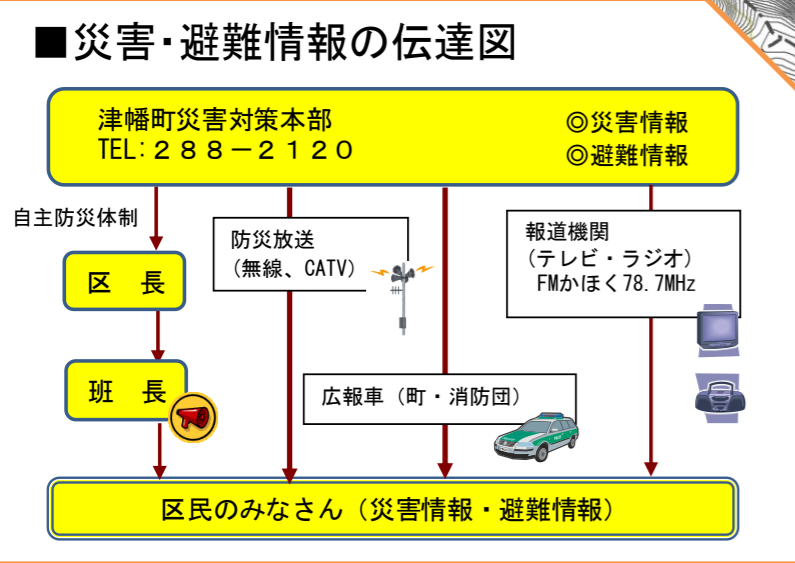 ■災害・避難情報の伝達図
津幡町災害対策本部
TEL:２８８－２１２０
◎災害情報
◎避難情報
自主防災体制
区　長
班　長
防災放送
（無線、CATV）
広報車（町・消防団）
報道機関
（テレビ・ラジオ）
FMかほく78.7MHz
区民のみなさん（災害情報・避難情報）